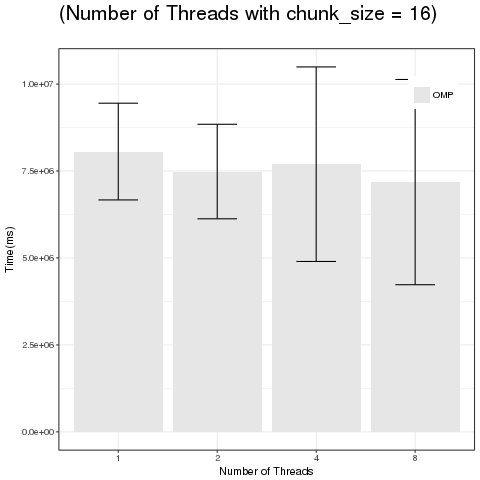 (Number of Threads with chunk_size = 16)
1.0e+07
7.5e+06
5.0e+06
2.5e+06
0.0e+00
Time(ms)
OMP
1 2 4 8
Number of Threads